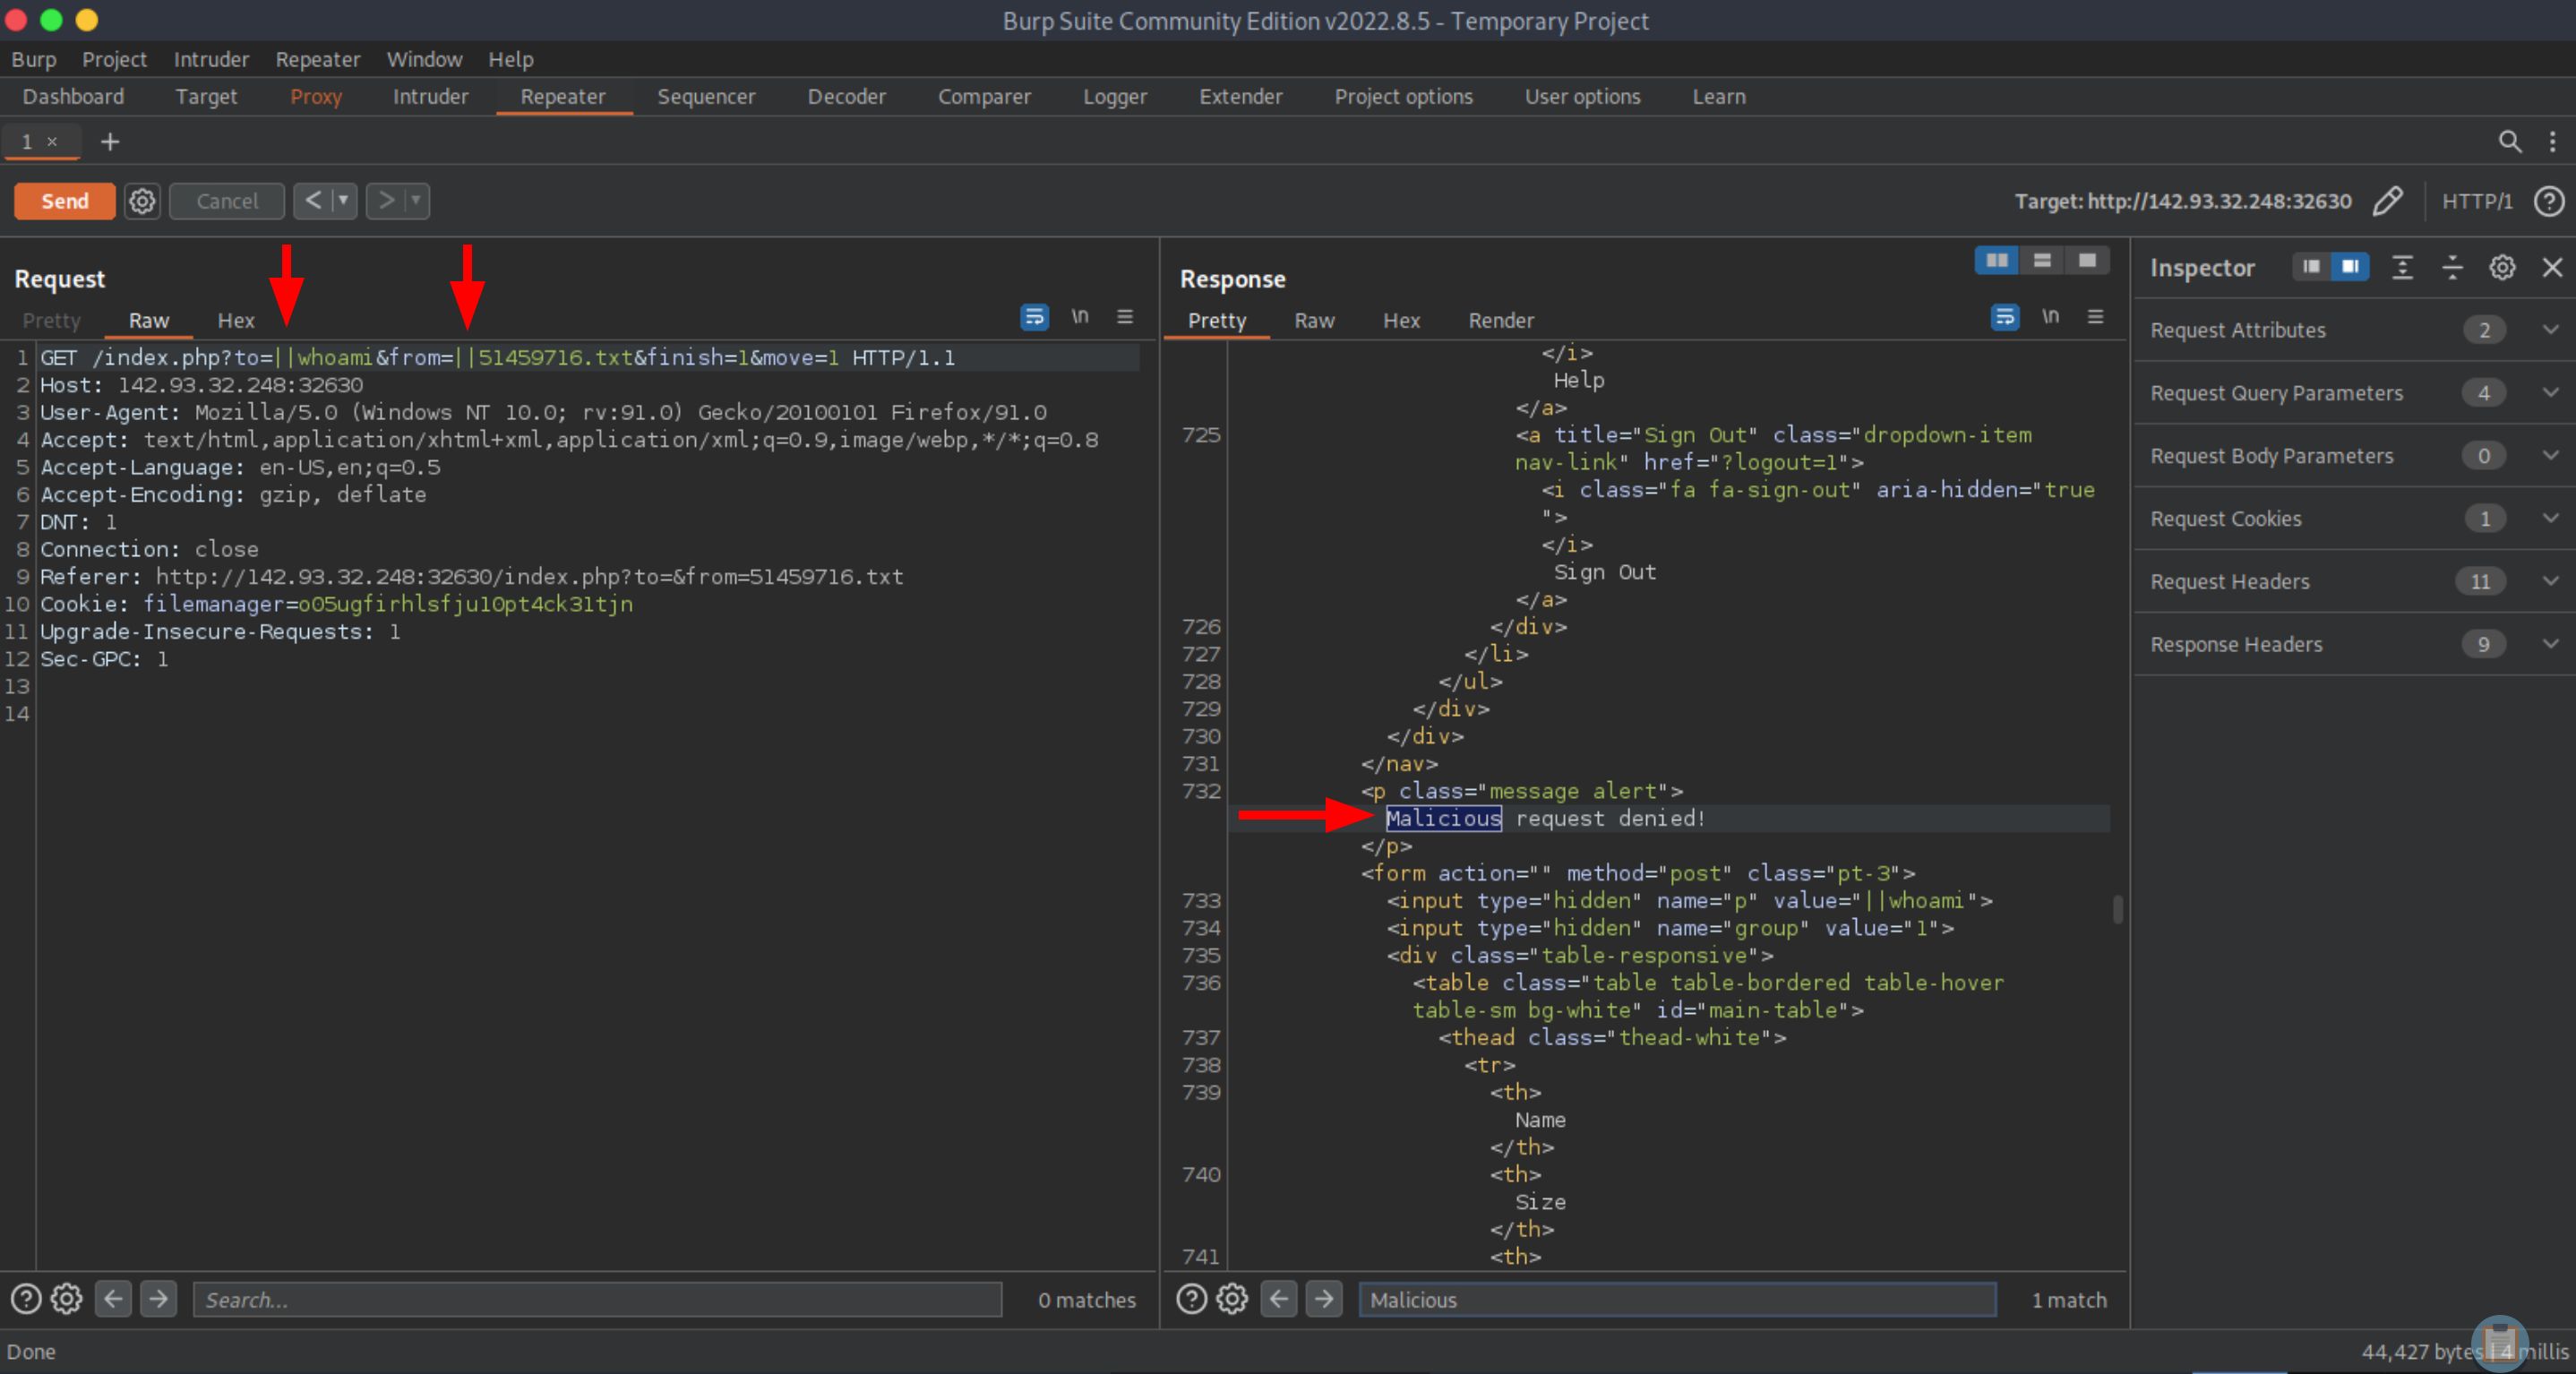 Burp Suite Community Edition v2022.8.5 - Temporary Project
Burp Project Intruder Repeater Window Help
Dashboard Target Proxy Intruder Repeater Sequencer Decoder Comparer Logger Extender Project options User options Learn
1 × +
Send Cancel < > Target: http://142.93.32.248:32630 HTTP/1 ?
Request
Pretty Raw Hex \n
1 GET /index.php?to=||whoami&from=||51459716.txt&finish=1&move=1 HTTP/1.1
2 Host: 142.93.32.248:32630
3 User-Agent: Mozilla/5.0 (Windows NT 10.0; rv:91.0) Gecko/20100101 Firefox/91.0
4 Accept: text/html,application/xhtml+xml,application/xml;q=0.9,image/webp,*/*;q=0.8
5 Accept-Language: en-US,en;q=0.5
6 Accept-Encoding: gzip, deflate
7 DNT: 1
8 Connection: close
9 Referer: http://142.93.32.248:32630/index.php?to=&from=51459716.txt
10 Cookie: filemanager=o05ugfirhlsfjul0pt4ck31tjn
11 Upgrade-Insecure-Requests: 1
12 Sec-GPC: 1
13
14
Search... 0 matches
Response
Pretty Raw Hex Render \n
</i>
Help
</a>
725 <a title="Sign Out" class="dropdown-item
nav-link" href="?logout=1">
<i class="fa fa-sign-out" aria-hidden="true
">
</i>
Sign Out
</a>
726 </div>
727 </li>
728 </ul>
729 </div>
730 </div>
731 </nav>
732 <p class="message alert">
Malicious request denied!
</p>
<form action="" method="post" class="pt-3">
733 <input type="hidden" name="p" value="||whoami">
734 <input type="hidden" name="group" value="1">
735 <div class="table-responsive">
736 <table class="table table-bordered table-hover
table-sm bg-white" id="main-table">
737 <thead class="thead-white">
738 <tr>
739 <th>
Name
</th>
740 <th>
Size
</th>
741 <th>
Malicious 1 match
Inspector
Request Attributes 2
Request Query Parameters 4
Request Body Parameters 0
Request Cookies 1
Request Headers 11
Response Headers 9
Done
44,427 bytes | 4 millis